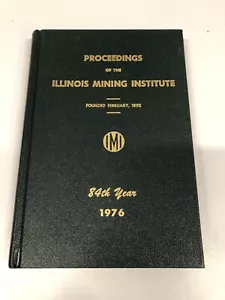 PROCEEDINGS
OF THE
ILLINOIS MINING INSTITUTE
FOUNDED FEBRUARY, 1892
IMI
84th Year
1976